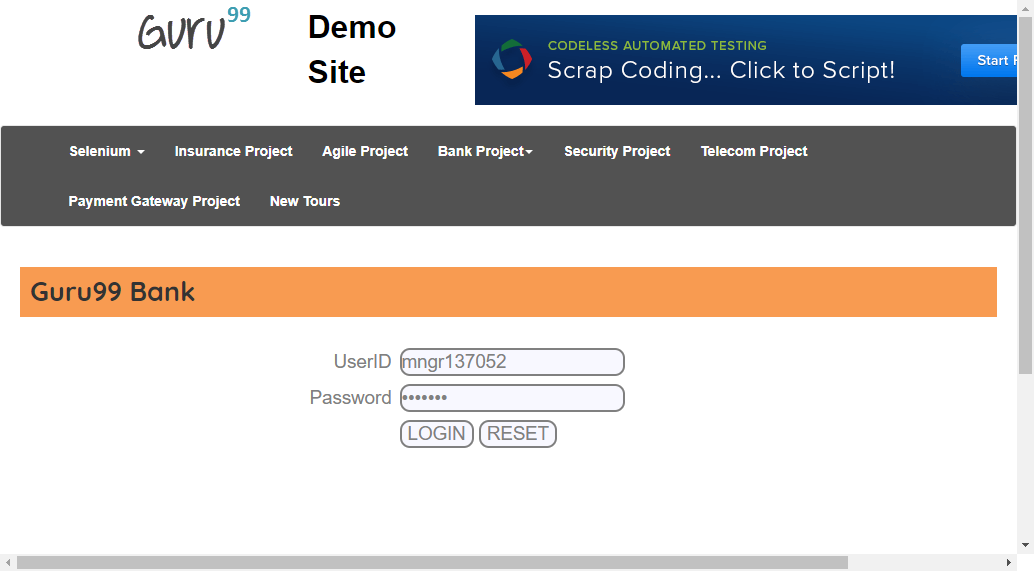 Guru99
Demo
Site
CODELESS AUTOMATED TESTING
Scrap Coding... Click to Script!
Start
Selenium
Insurance Project
Agile Project
Bank Project
Security Project
Telecom Project
Payment Gateway Project
New Tours
Guru99 Bank
UserID mngr137052
Password •••••••
LOGIN RESET